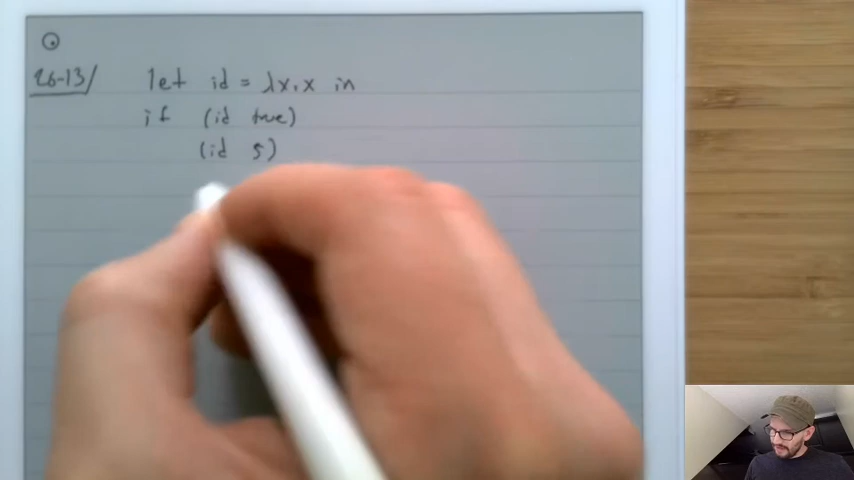 26-13/ let id = λx.x in
if (id true)
(id 5)